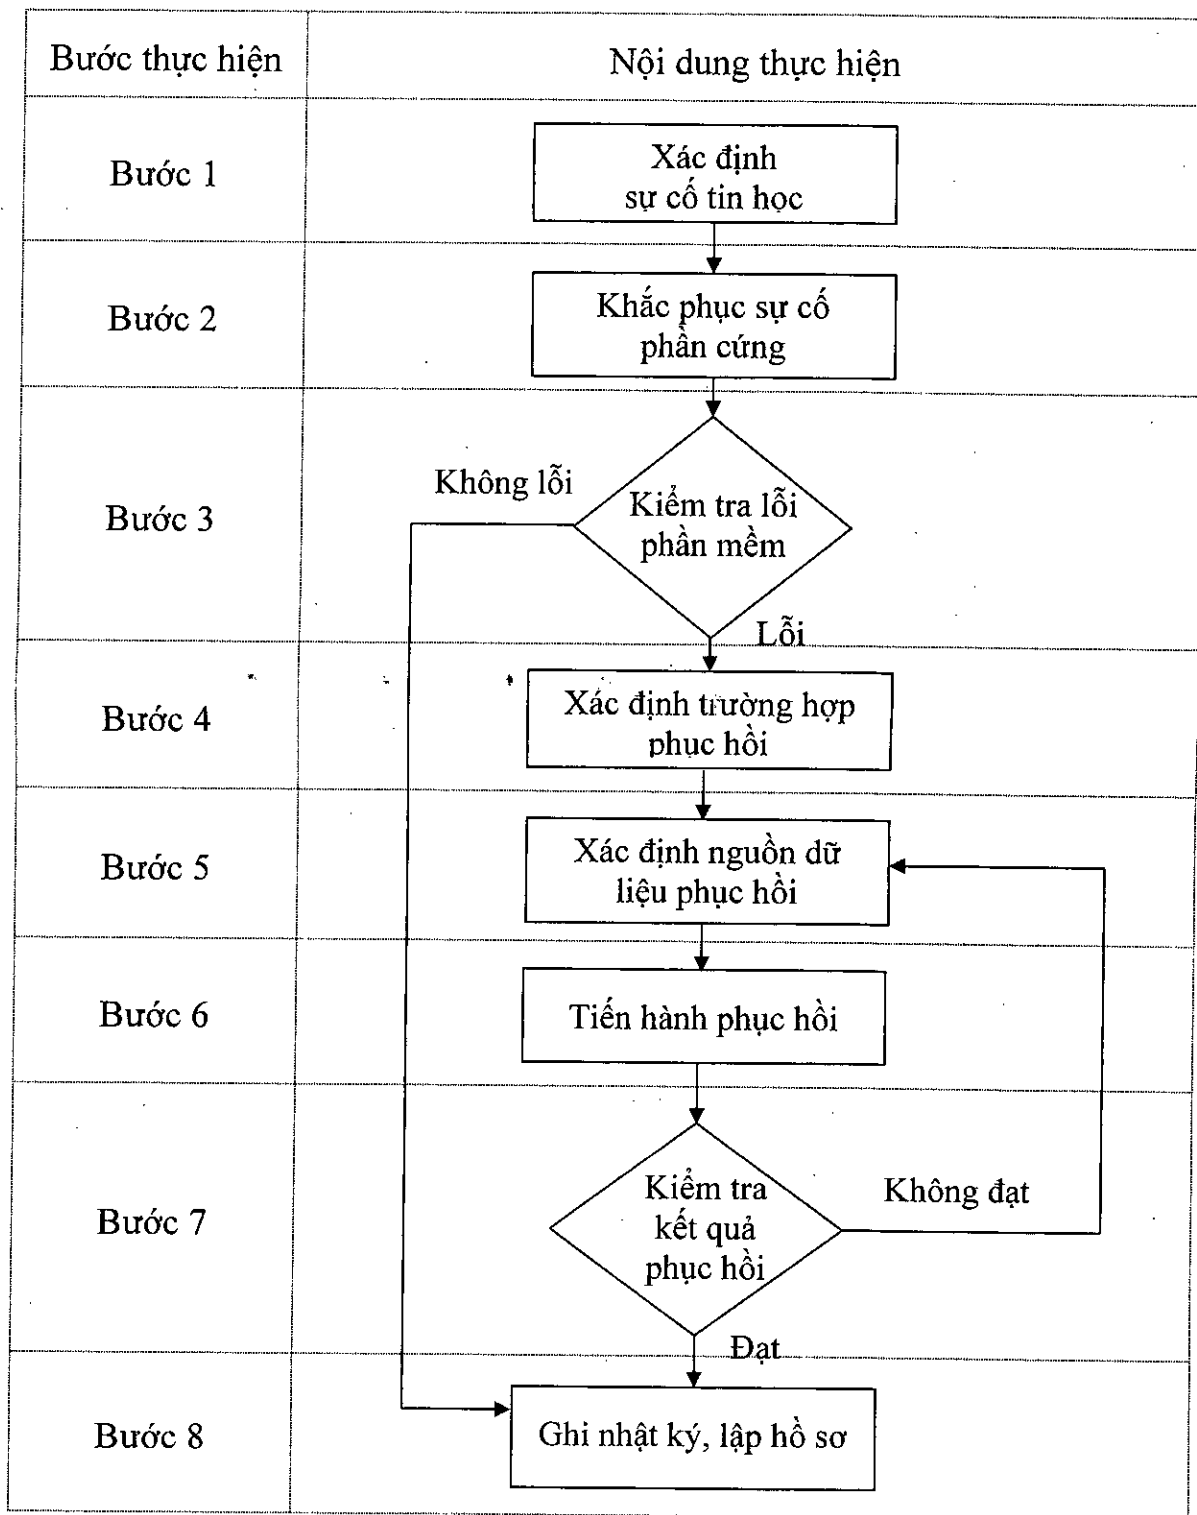 Bước thực hiện
Nội dung thực hiện
Bước 1
Xác định
sự cố tin học
Bước 2
Khắc phục sự cố
phần cứng
Bước 3
Không lỗi
Kiểm tra lỗi
phần mềm
Lỗi
Bước 4
Xác định trường hợp
phục hồi
Bước 5
Xác định nguồn dữ
liệu phục hồi
Bước 6
Tiến hành phục hồi
Bước 7
Kiểm tra
kết quả
phục hồi
Không đạt
Đạt
Bước 8
Ghi nhật ký, lập hồ sơ